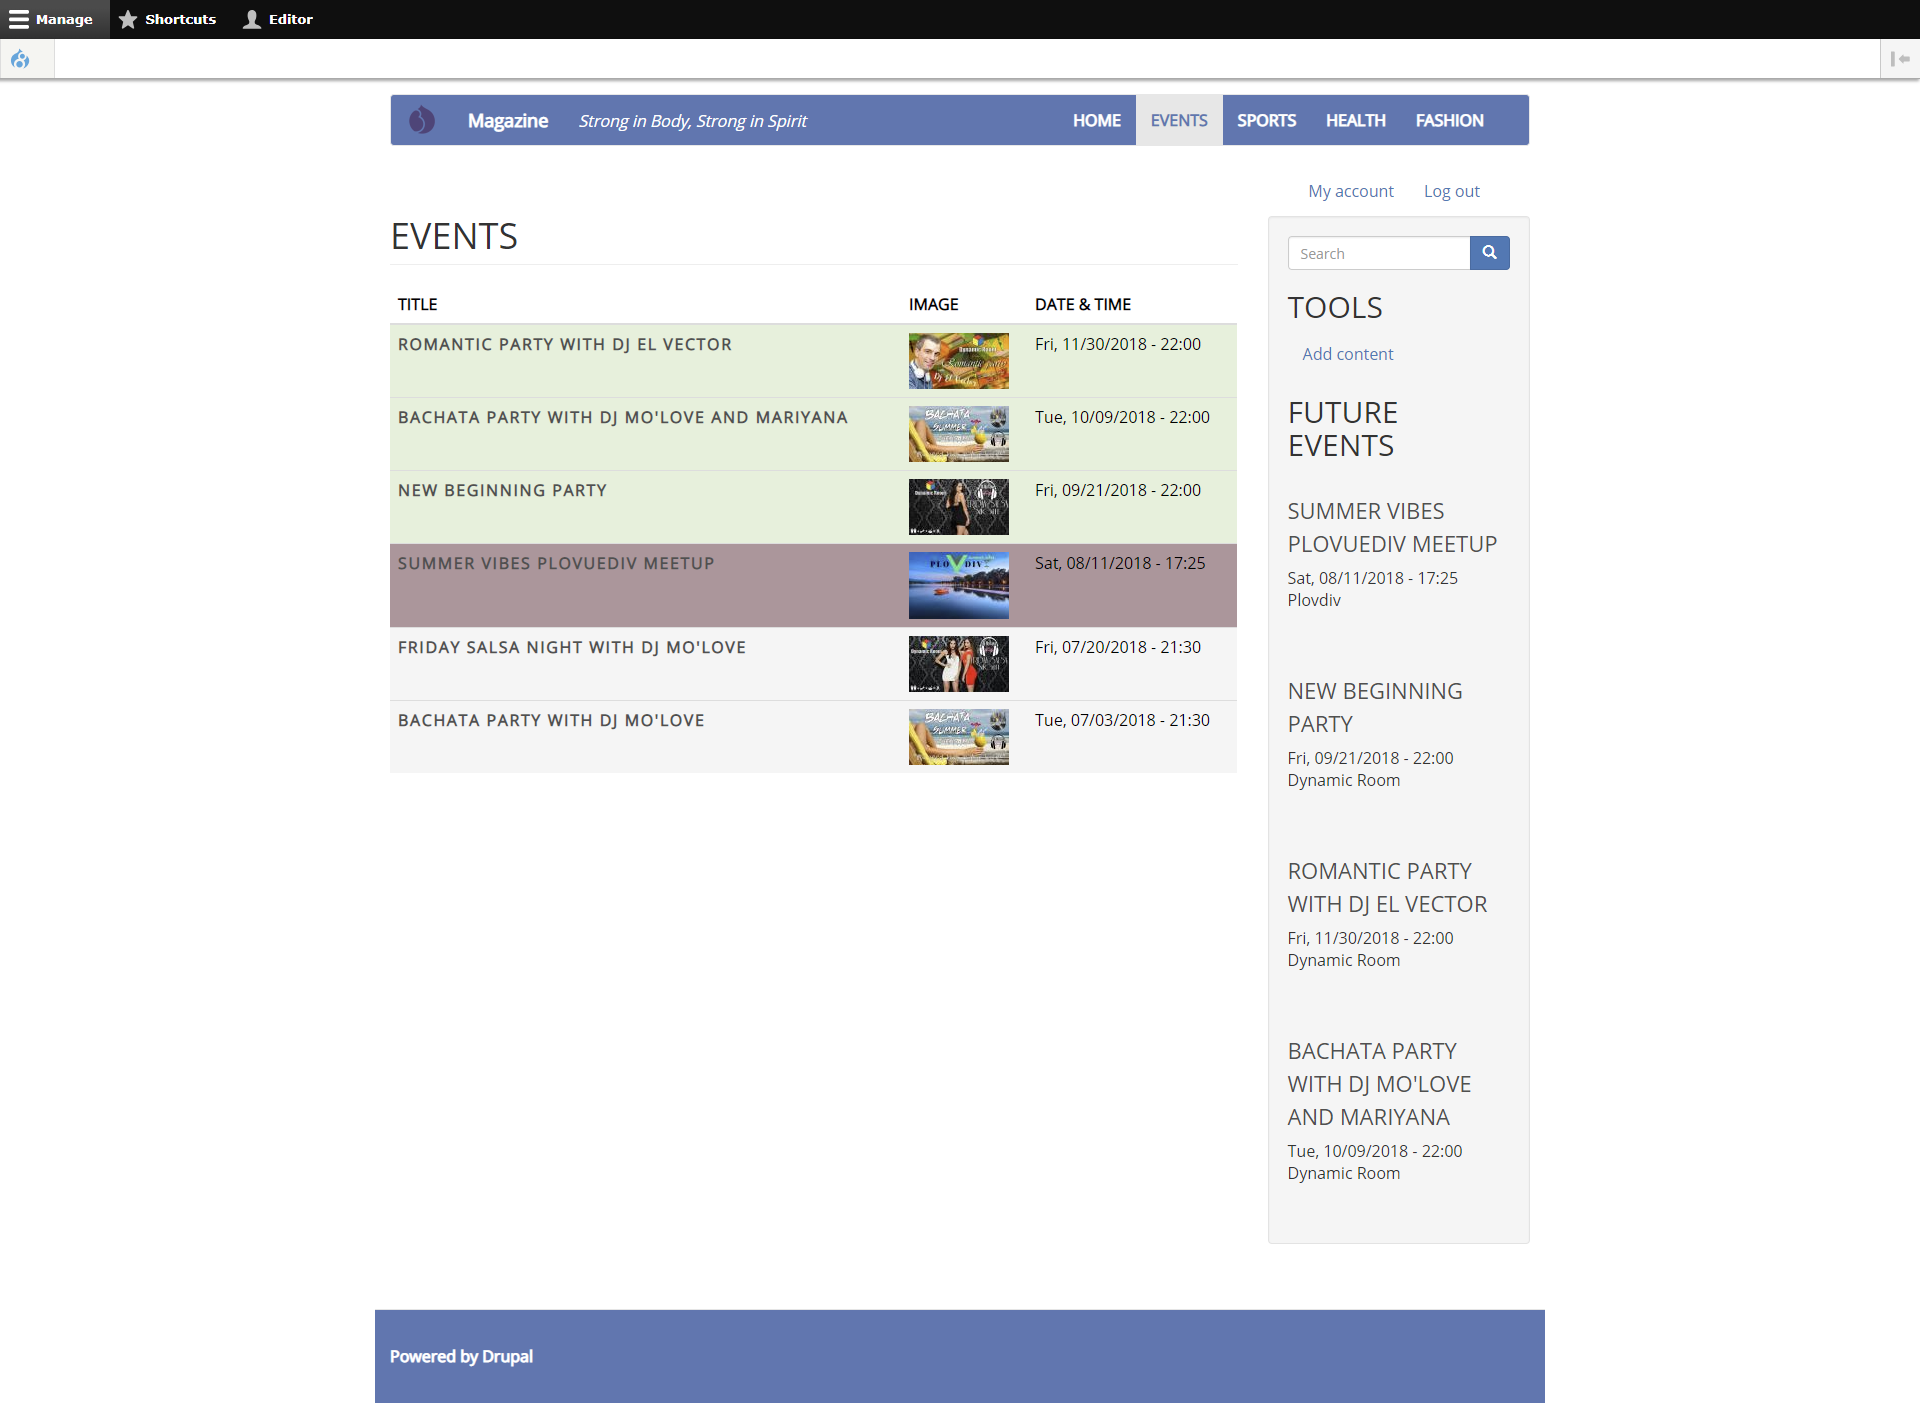 Manage Shortcuts Editor
Magazine Strong in Body, Strong in Spirit HOME EVENTS SPORTS HEALTH FASHION
My account Log out
EVENTS
TITLE IMAGE DATE & TIME
ROMANTIC PARTY WITH DJ EL VECTOR Fri, 11/30/2018 - 22:00
BACHATA PARTY WITH DJ MO'LOVE AND MARIYANA BACHATA SUMMER Tue, 10/09/2018 - 22:00
NEW BEGINNING PARTY Fri, 09/21/2018 - 22:00
SUMMER VIBES PLOVUEDIV MEETUP PLOVDIV Sat, 08/11/2018 - 17:25
FRIDAY SALSA NIGHT WITH DJ MO'LOVE Fri, 07/20/2018 - 21:30
BACHATA PARTY WITH DJ MO'LOVE BACHATA SUMMER Tue, 07/03/2018 - 21:30
Search
TOOLS
Add content
FUTURE
EVENTS
SUMMER VIBES
PLOVUEDIV MEETUP
Sat, 08/11/2018 - 17:25
Plovdiv
NEW BEGINNING
PARTY
Fri, 09/21/2018 - 22:00
Dynamic Room
ROMANTIC PARTY
WITH DJ EL VECTOR
Fri, 11/30/2018 - 22:00
Dynamic Room
BACHATA PARTY
WITH DJ MO'LOVE
AND MARIYANA
Tue, 10/09/2018 - 22:00
Dynamic Room
Powered by Drupal